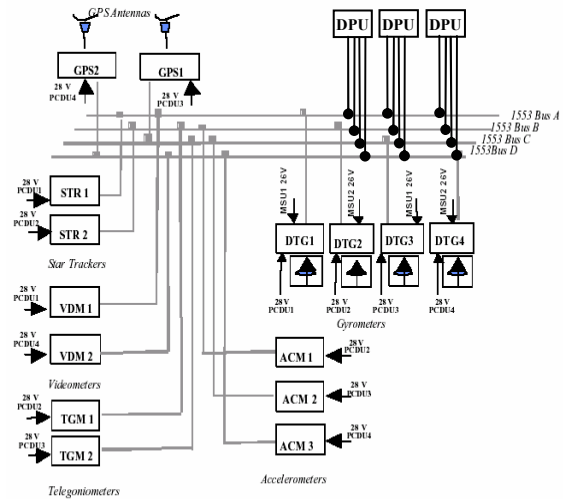 GPS Antennas
DPU DPU DPU
GPS2 GPS1
28 V
PCDU4
28 V
PCDU3
1553 Bus A
1553 Bus B
1553 Bus C
1553Bus D
28 V
PCDU1
STR 1
28 V
PCDU2
STR 2
Star Trackers
MSU1 26V
MSU2 26V
MSU1 26V
MSU2 26V
DTG1 DTG2 DTG3 DTG4
28 V
PCDU1
28 V
PCDU2
28 V
PCDU3
28 V
PCDU4
Gyrometers
28 V
PCDU1
VDM 1
28 V
PCDU4
VDM 2
Videometers
28 V
PCDU2
TGM 1
28 V
PCDU3
TGM 2
Telegoniometers
ACM 1
28 V
PCDU2
ACM 2
28 V
PCDU3
ACM 3
28 V
PCDU4
Accelerometers